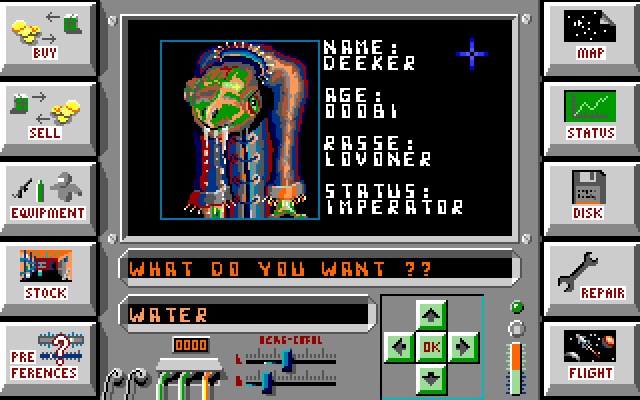 BUY
SELL
EQUIPMENT
STOCK
PRE
FERENCES
NAME:
DEEKER
AGE:
00081
RASSE:
LOVONER
STATUS:
IMPERATOR
WHAT DO YOU WANT ??
WATER
0000
OK
MAP
STATUS
DISK
REPAIR
FLIGHT